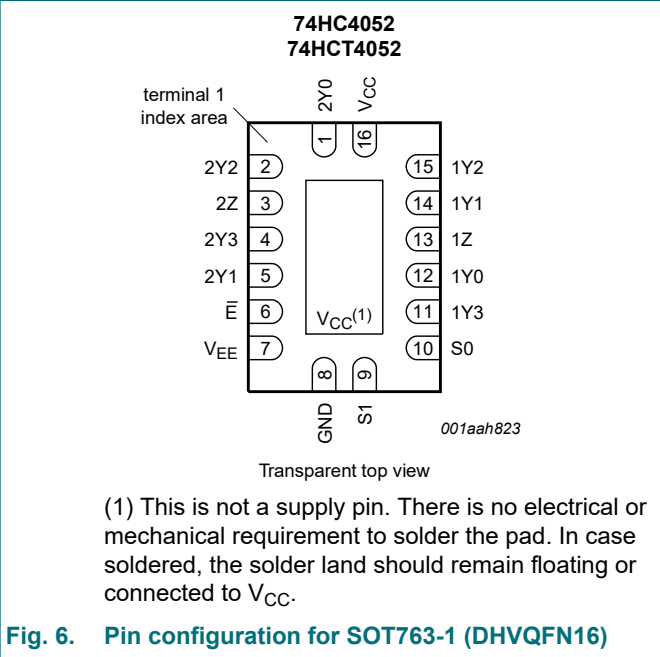 74HC4052
74HCT4052
terminal 1
index area
2Y0
VCC
1
16
2Y2 2
15 1Y2
2Z 3
14 1Y1
2Y3 4
13 1Z
2Y1 5
12 1Y0
E̅ 6
11 1Y3
VEE 7
10 S0
VCC(1)
8
9
GND
S1
001aah823
Transparent top view
(1) This is not a supply pin. There is no electrical or
mechanical requirement to solder the pad. In case
soldered, the solder land should remain floating or
connected to VCC.
Fig. 6. Pin configuration for SOT763-1 (DHVQFN16)